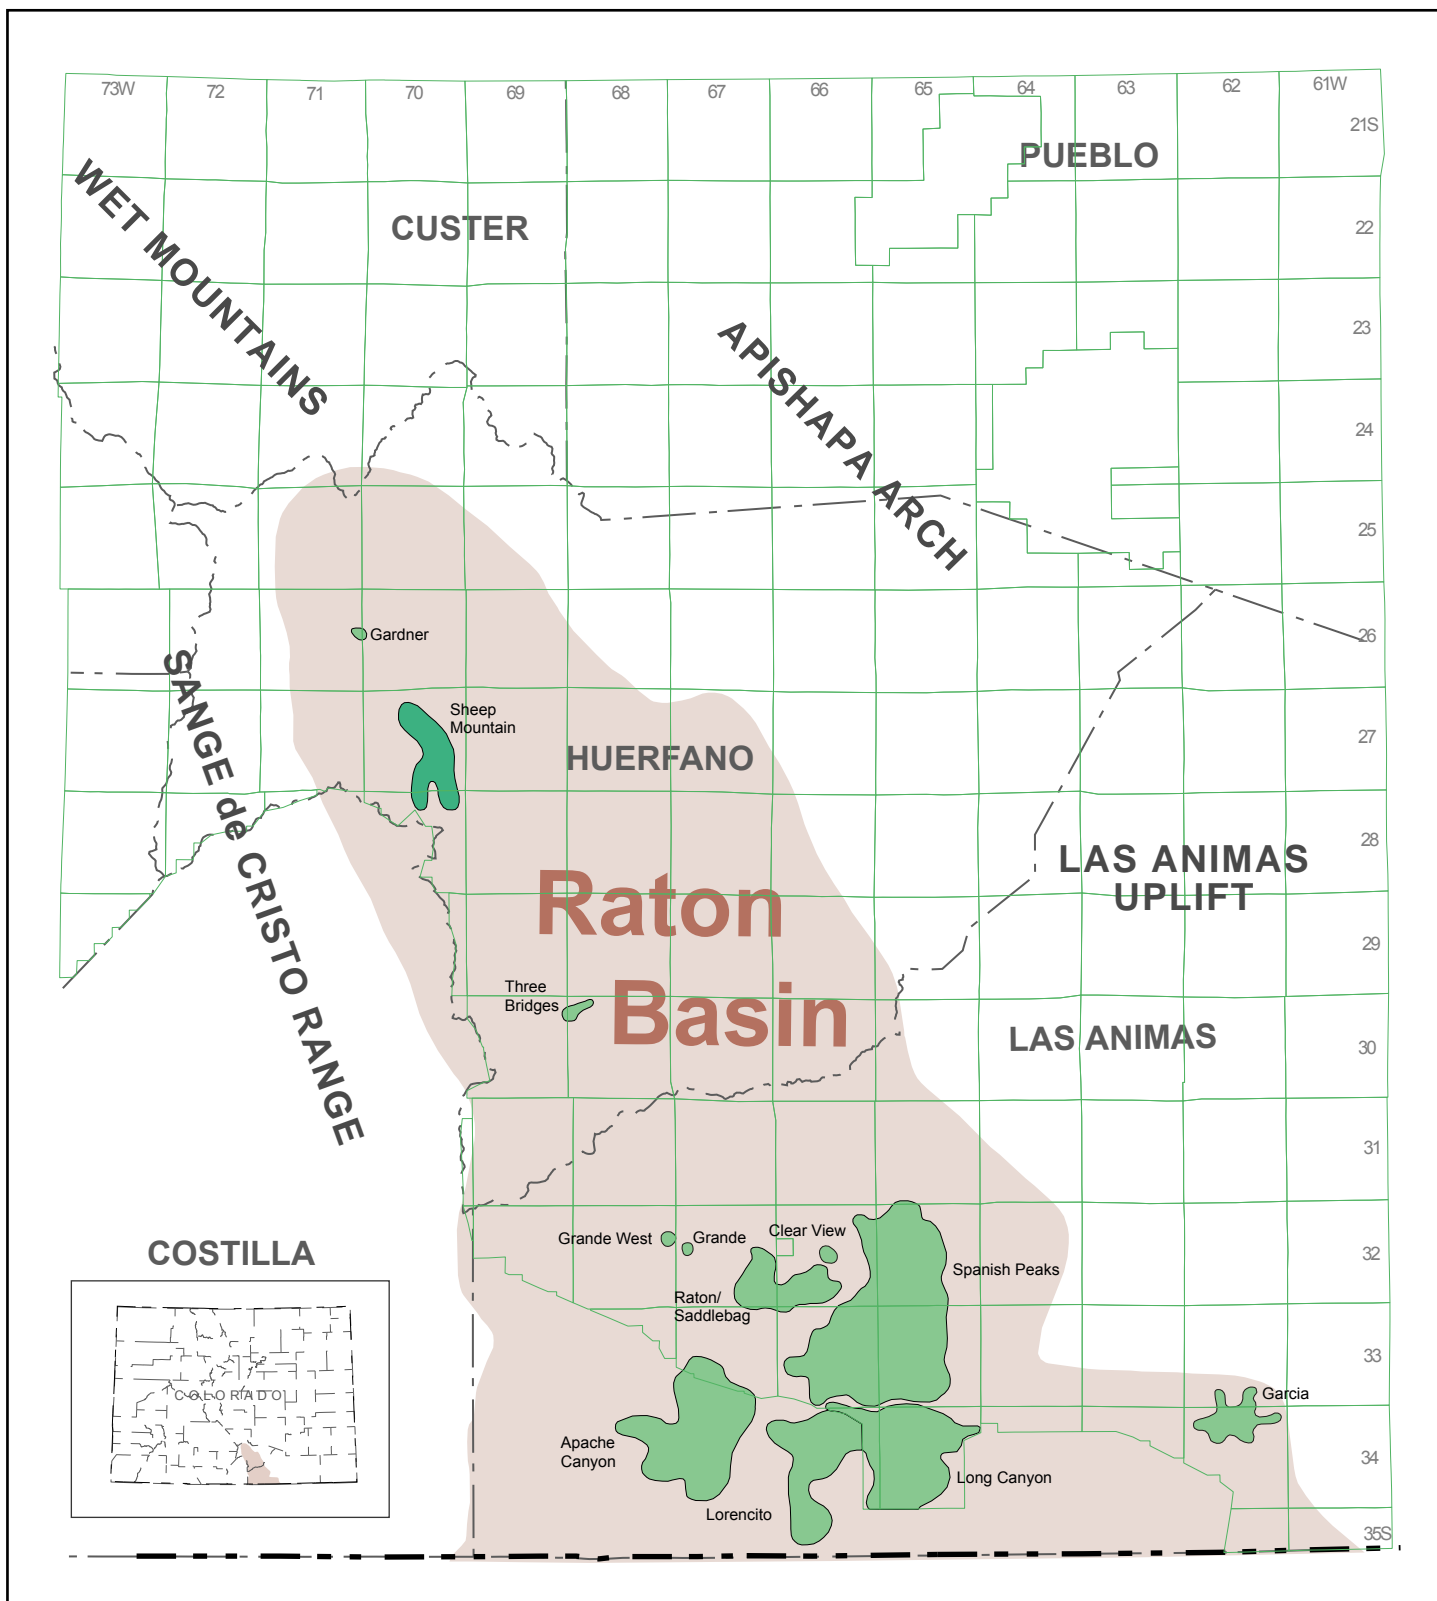 73W 72 71 70 69 68 67 66 65 64 63 62 61W
21S
PUEBLO
WET MOUNTAINS
CUSTER
22
23
APISHAPA ARCH
24
25
26
Gardner
SANGE de CRISTO RANGE
Sheep
Mountain
HUERFANO
27
28
LAS ANIMAS
UPLIFT
Raton
Basin
29
Three
Bridges
LAS ANIMAS
30
31
Grande West
Grande
Clear View
32
COSTILLA
Spanish Peaks
Raton/
Saddlebag
33
COLORADO
Garcia
Apache
Canyon
34
Long Canyon
Lorencito
35S